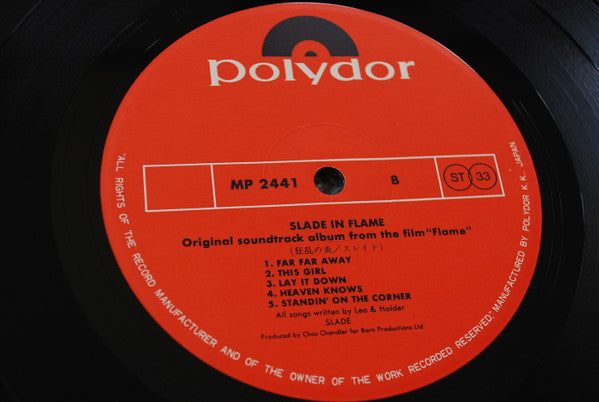 polydor
MP 2441 B ST 33
SLADE IN FLAME
Original soundtrack album from the film "Flame"
(狂乱の炎/スレイド)
1. FAR FAR AWAY
2. THIS GIRL
3. LAY IT DOWN
4. HEAVEN KNOWS
5. STANDIN' ON THE CORNER
All songs written by Lea & Holder
SLADE
Produced by Chas Chandler for Barn Productions Ltd
"ALL RIGHTS OF THE RECORD MANUFACTURER AND OF THE OWNER OF THE WORK RECORDED RESERVED." MANUFACTURED BY POLYDOR K.K. JAPAN